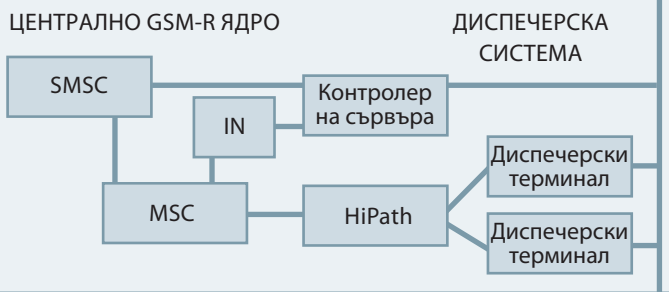 ЦЕНТРАЛНО GSM-R ЯДРО
ДИСПЕЧЕРСКА
СИСТЕМА
SMSC
Контролер
на сървъра
IN
Диспечерски
терминал
MSC
HiPath
Диспечерски
терминал